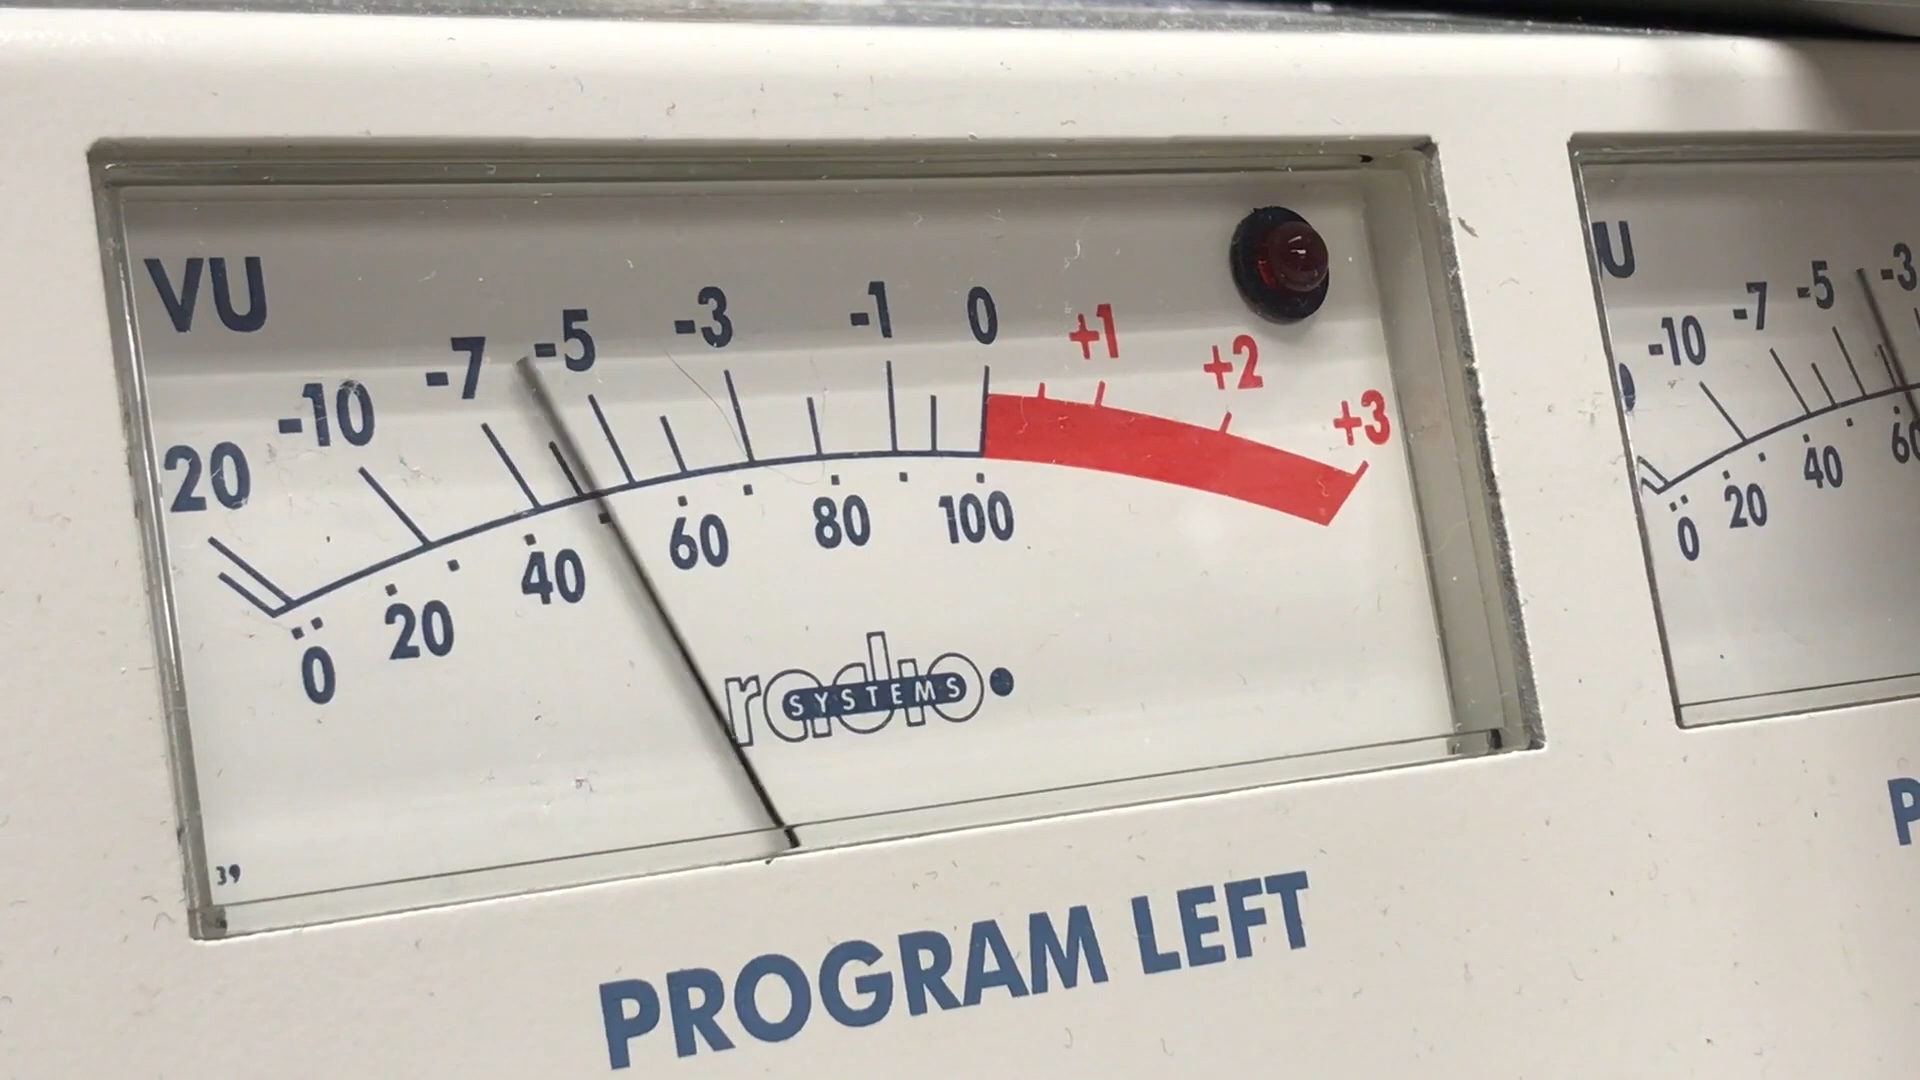 VU
20 -10 -7 -5 -3 -1 0 +1 +2 +3
0 20 40 60 80 100
radio
SYSTEMS
39
PROGRAM LEFT
U
-10 -7 -5 -3
0 20 40 60
P